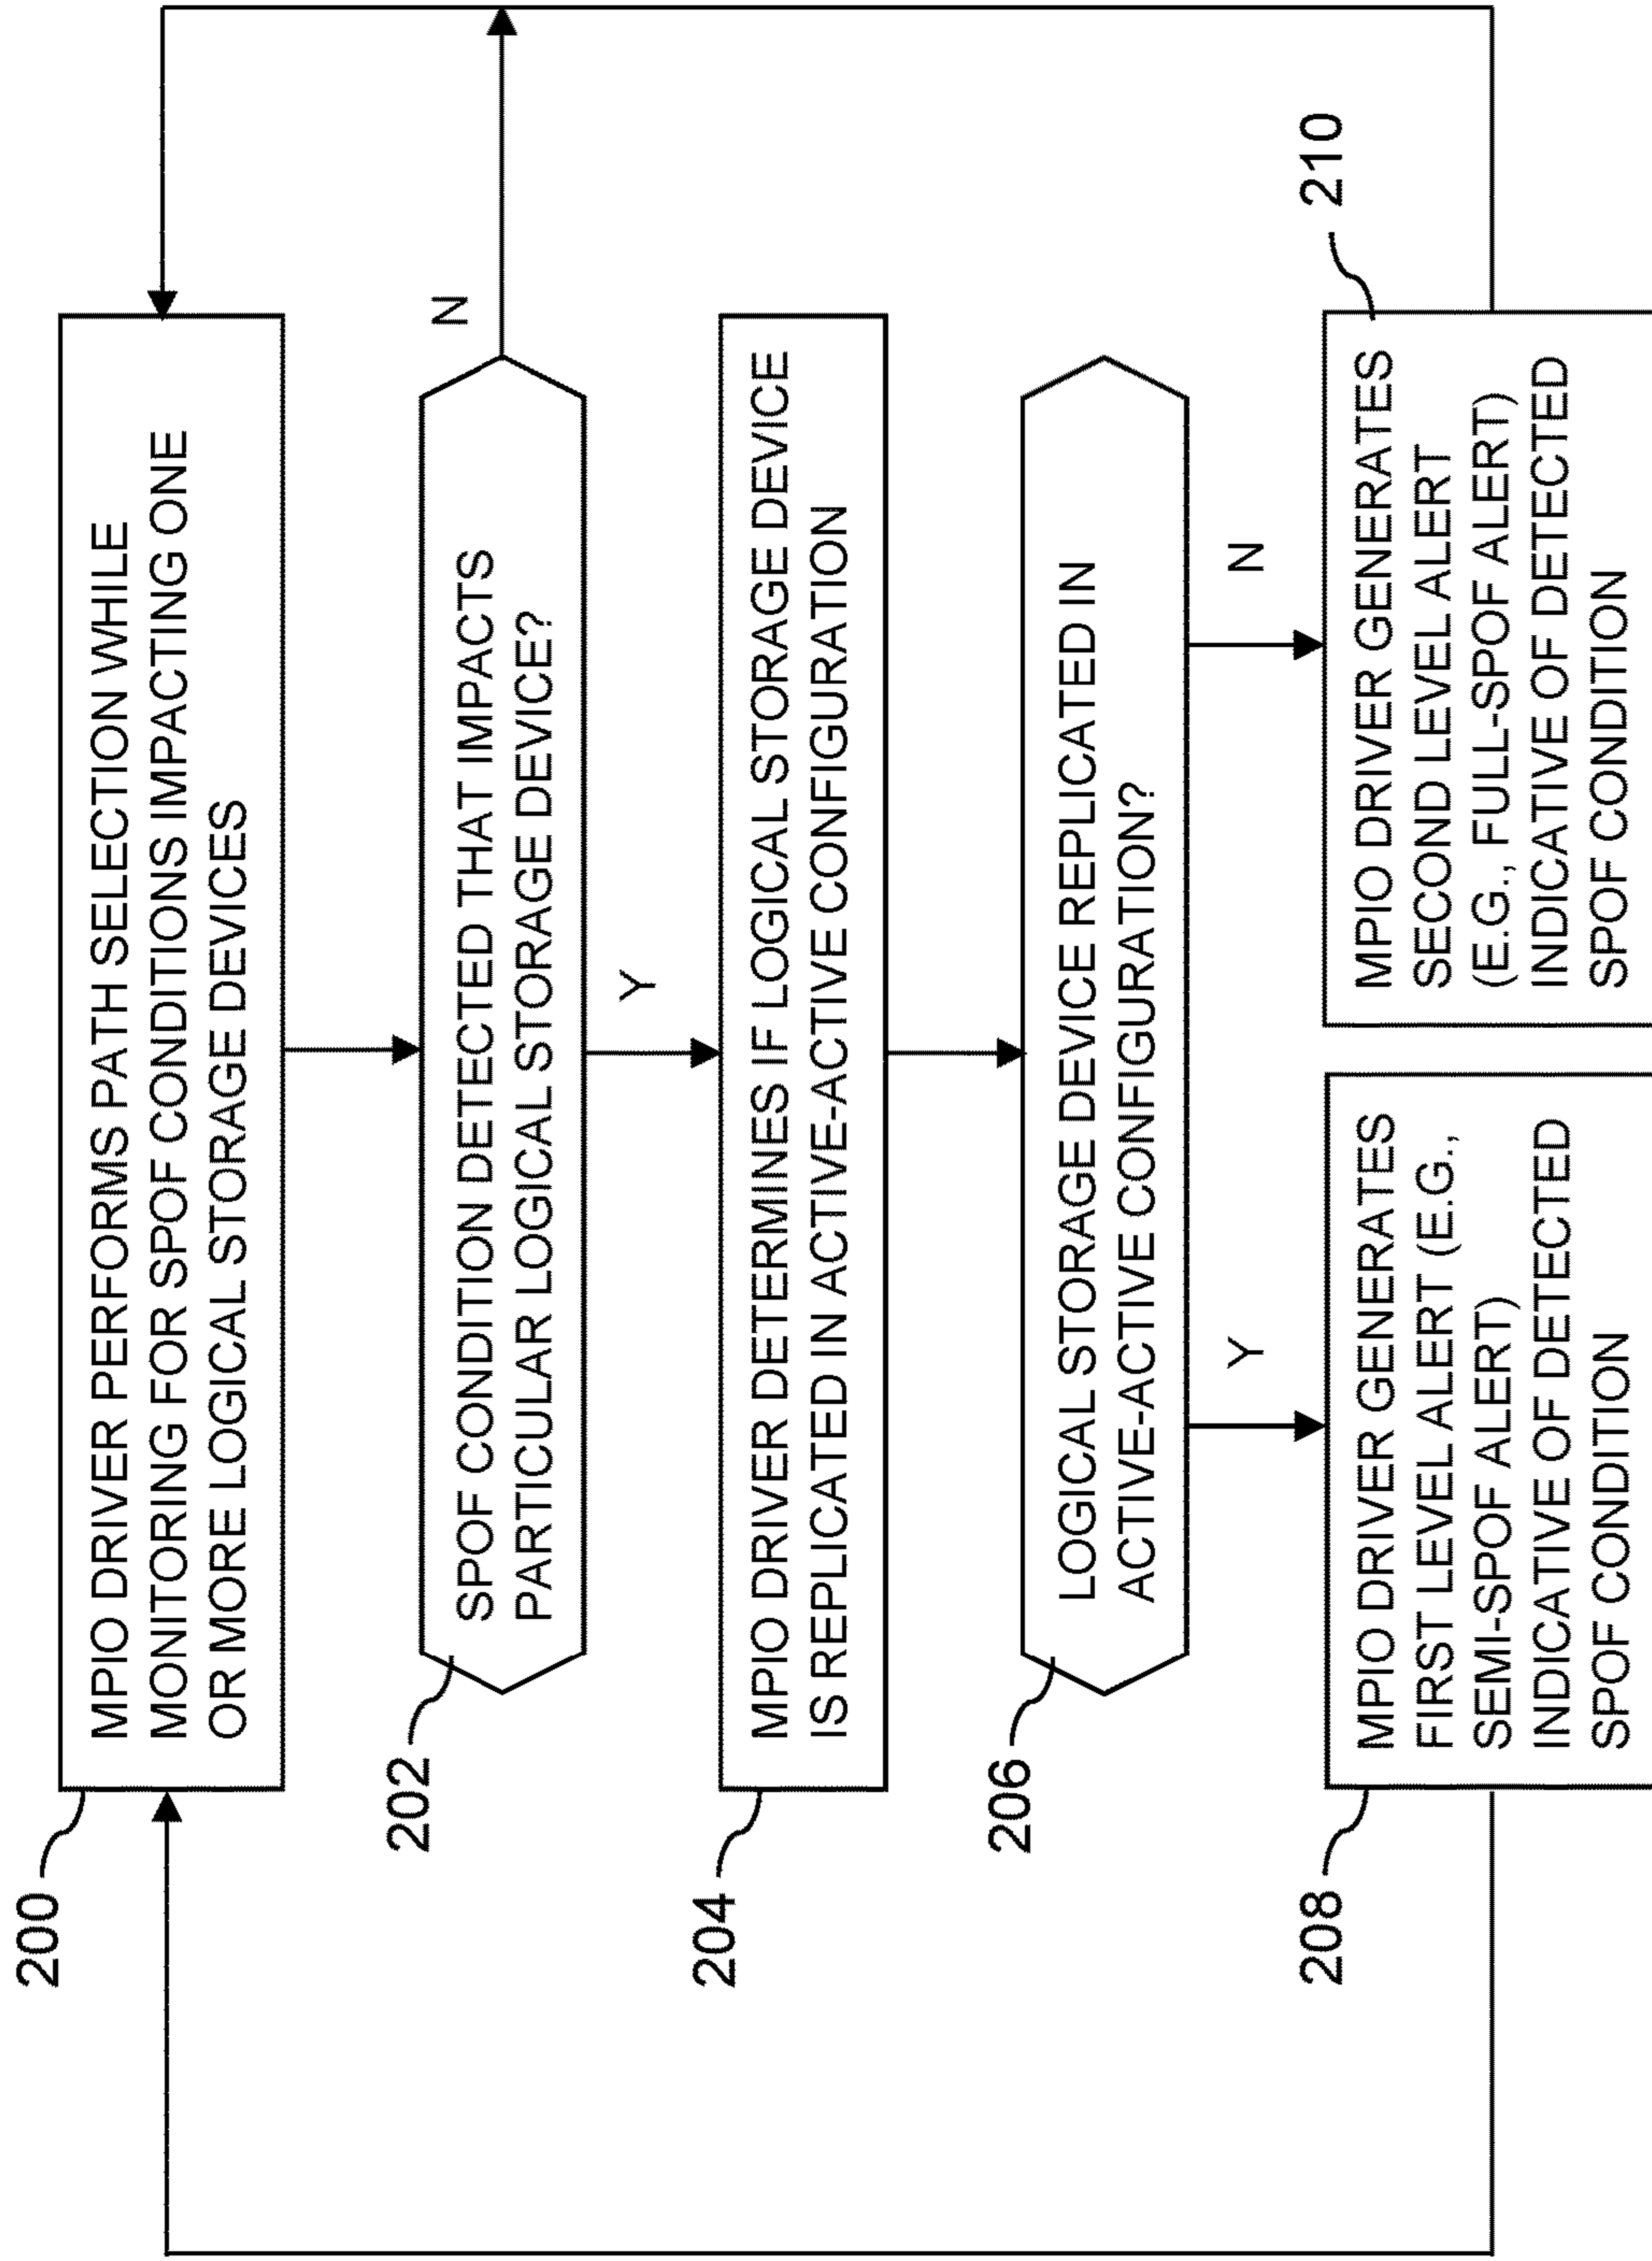 200
MPIO DRIVER PERFORMS PATH SELECTION WHILE
MONITORING FOR SPOF CONDITIONS IMPACTING ONE
OR MORE LOGICAL STORAGE DEVICES
202
SPOF CONDITION DETECTED THAT IMPACTS
PARTICULAR LOGICAL STORAGE DEVICE?
N
Y
204
MPIO DRIVER DETERMINES IF LOGICAL STORAGE DEVICE
IS REPLICATED IN ACTIVE-ACTIVE CONFIGURATION
206
LOGICAL STORAGE DEVICE REPLICATED IN
ACTIVE-ACTIVE CONFIGURATION?
Y
N
208
MPIO DRIVER GENERATES
FIRST LEVEL ALERT (E.G.,
SEMI-SPOF ALERT)
INDICATIVE OF DETECTED
SPOF CONDITION
210
MPIO DRIVER GENERATES
SECOND LEVEL ALERT
(E.G., FULL-SPOF ALERT)
INDICATIVE OF DETECTED
SPOF CONDITION